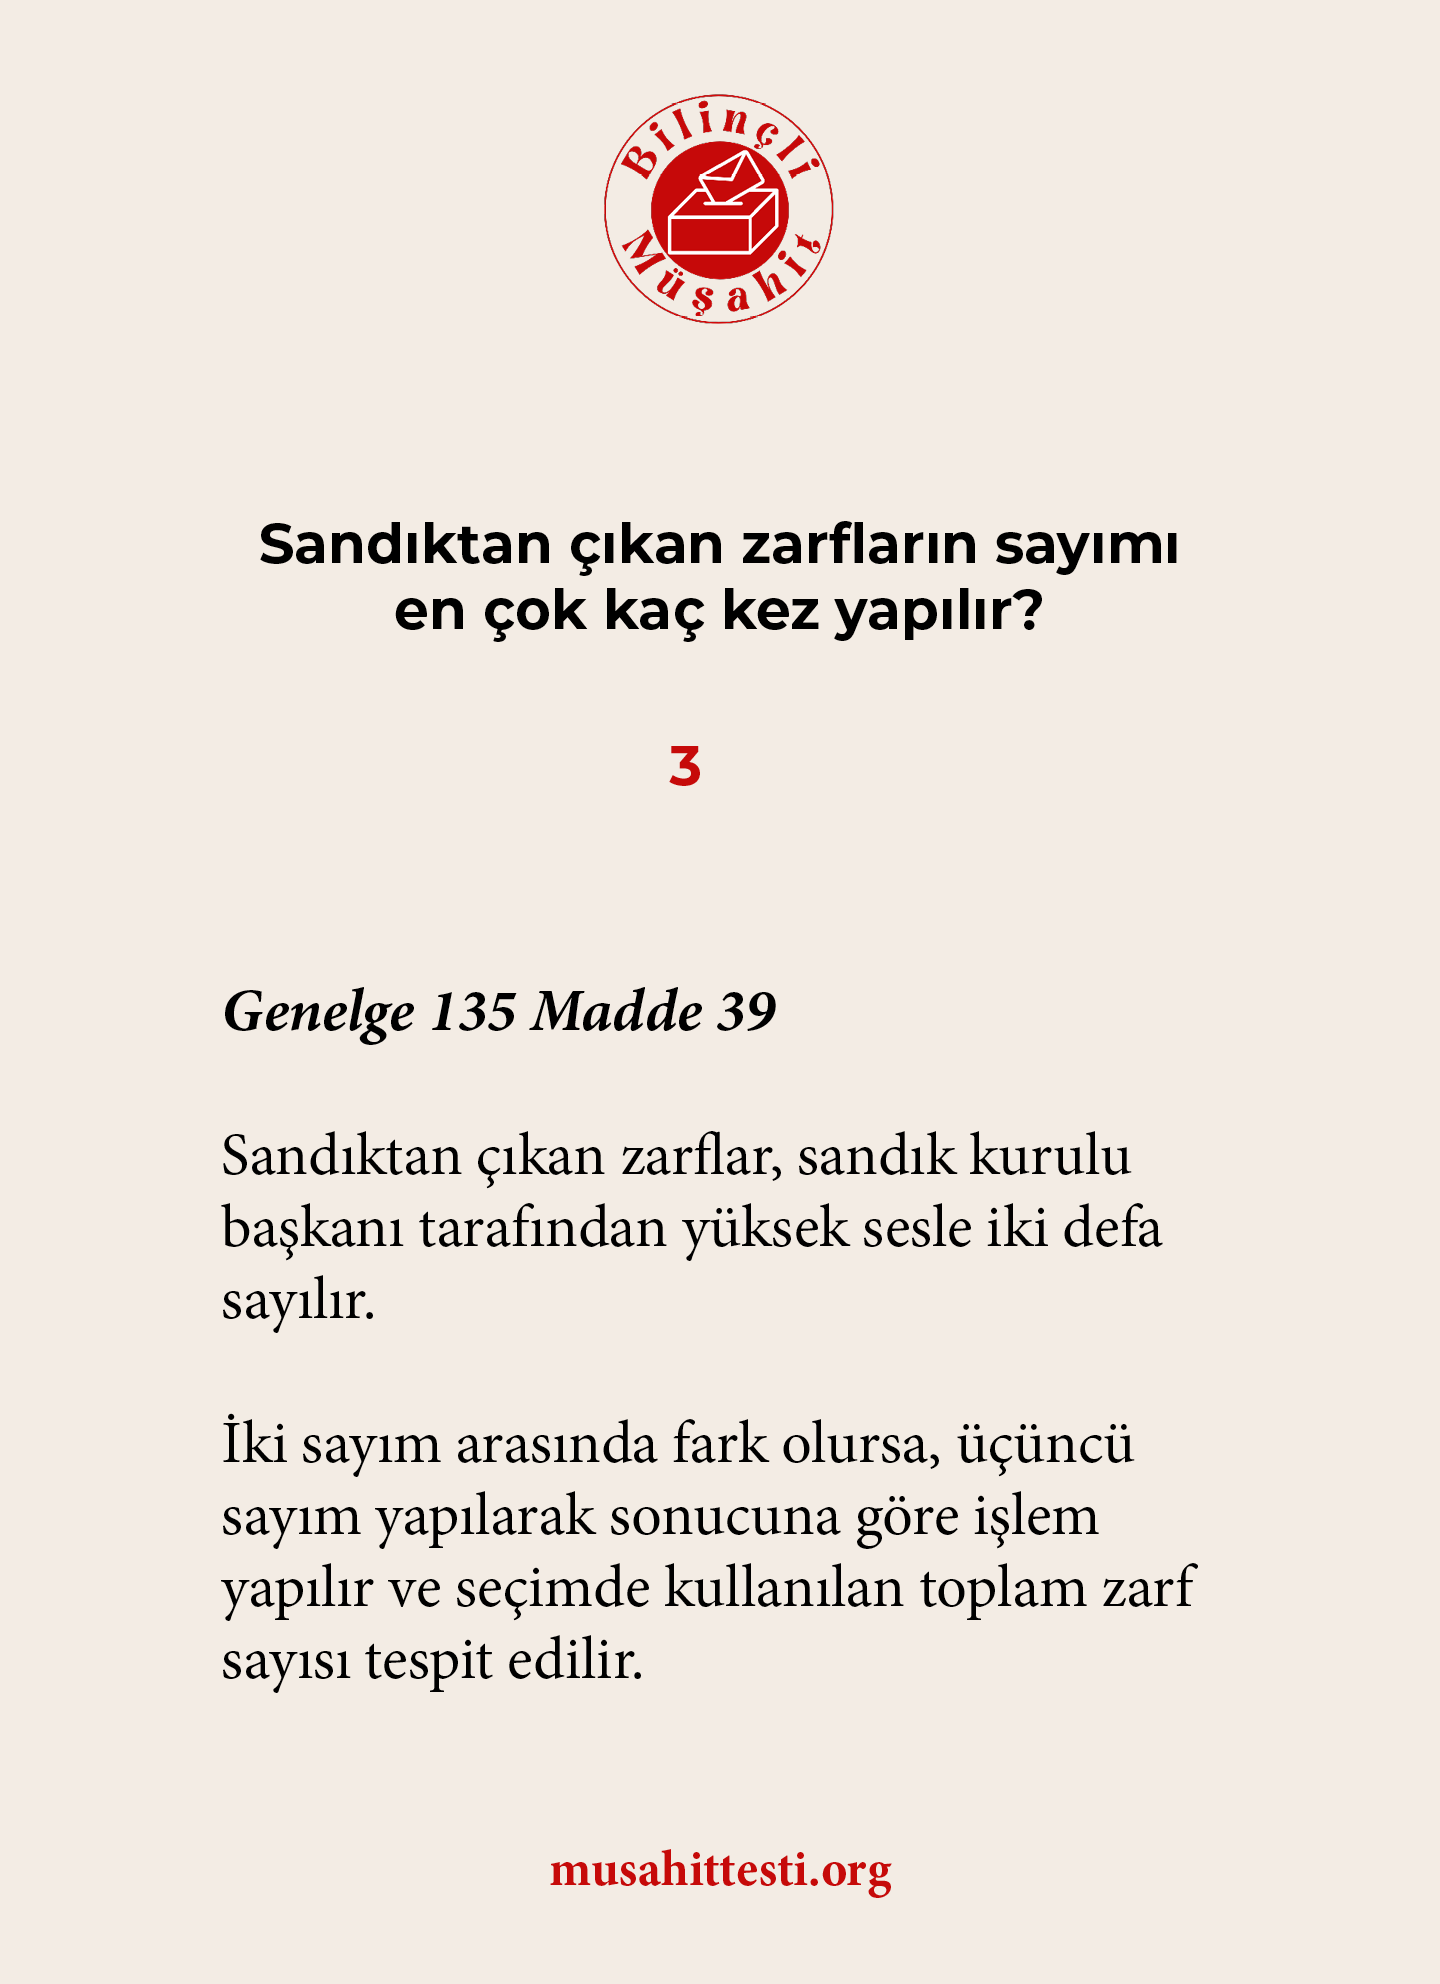 Bilinçli
Müşahit
Sandıktan çıkan zarfların sayımı
en çok kaç kez yapılır?
3
Genelge 135 Madde 39
Sandıktan çıkan zarflar, sandık kurulu
başkanı tarafından yüksek sesle iki defa
sayılır.
İki sayım arasında fark olursa, üçüncü
sayım yapılarak sonucuna göre işlem
yapılır ve seçimde kullanılan toplam zarf
sayısı tespit edilir.
musahittesti.org